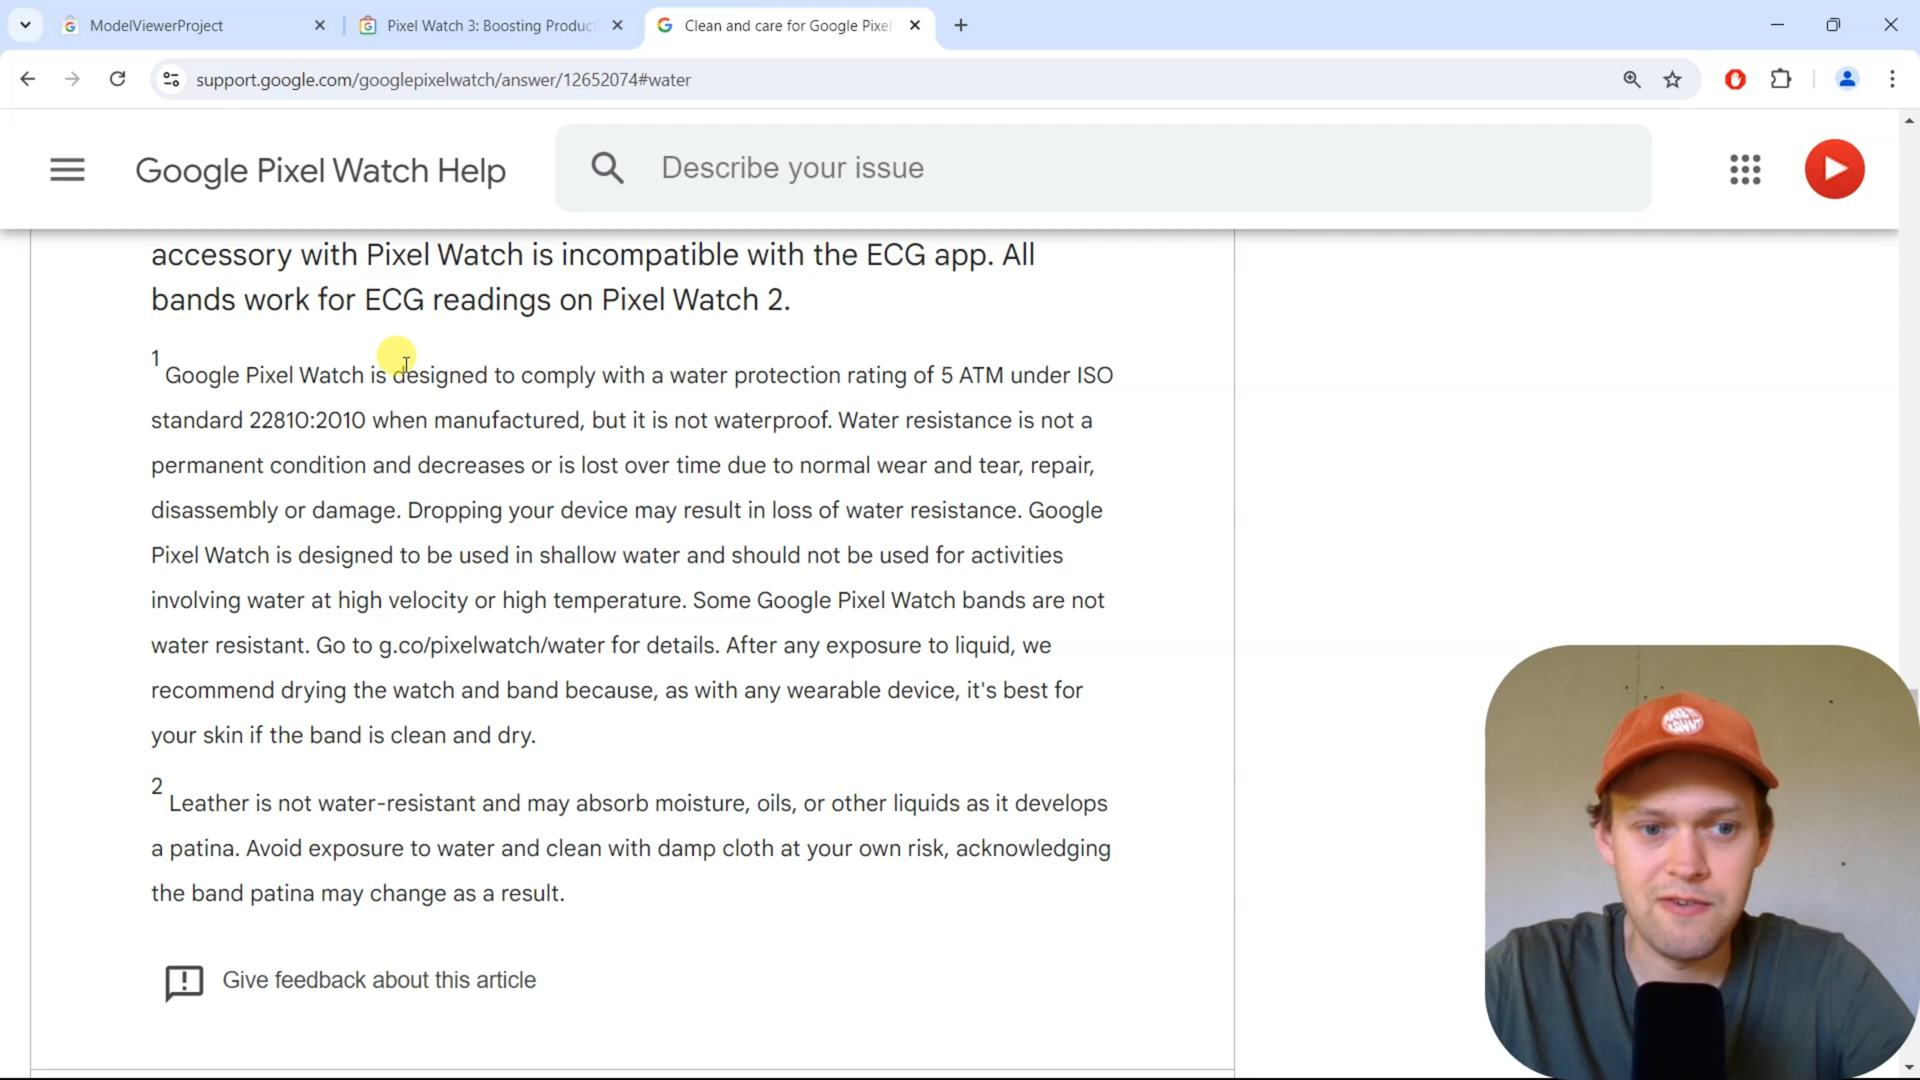 ModelViewerProject
Pixel Watch 3: Boosting Produc
Clean and care for Google Pixel
support.google.com/googlepixelwatch/answer/12652074#water
Google Pixel Watch Help
Describe your issue
accessory with Pixel Watch is incompatible with the ECG app. All
bands work for ECG readings on Pixel Watch 2.
1 Google Pixel Watch is designed to comply with a water protection rating of 5 ATM under ISO
standard 22810:2010 when manufactured, but it is not waterproof. Water resistance is not a
permanent condition and decreases or is lost over time due to normal wear and tear, repair,
disassembly or damage. Dropping your device may result in loss of water resistance. Google
Pixel Watch is designed to be used in shallow water and should not be used for activities
involving water at high velocity or high temperature. Some Google Pixel Watch bands are not
water resistant. Go to g.co/pixelwatch/water for details. After any exposure to liquid, we
recommend drying the watch and band because, as with any wearable device, it's best for
your skin if the band is clean and dry.
2 Leather is not water-resistant and may absorb moisture, oils, or other liquids as it develops
a patina. Avoid exposure to water and clean with damp cloth at your own risk, acknowledging
the band patina may change as a result.
Give feedback about this article